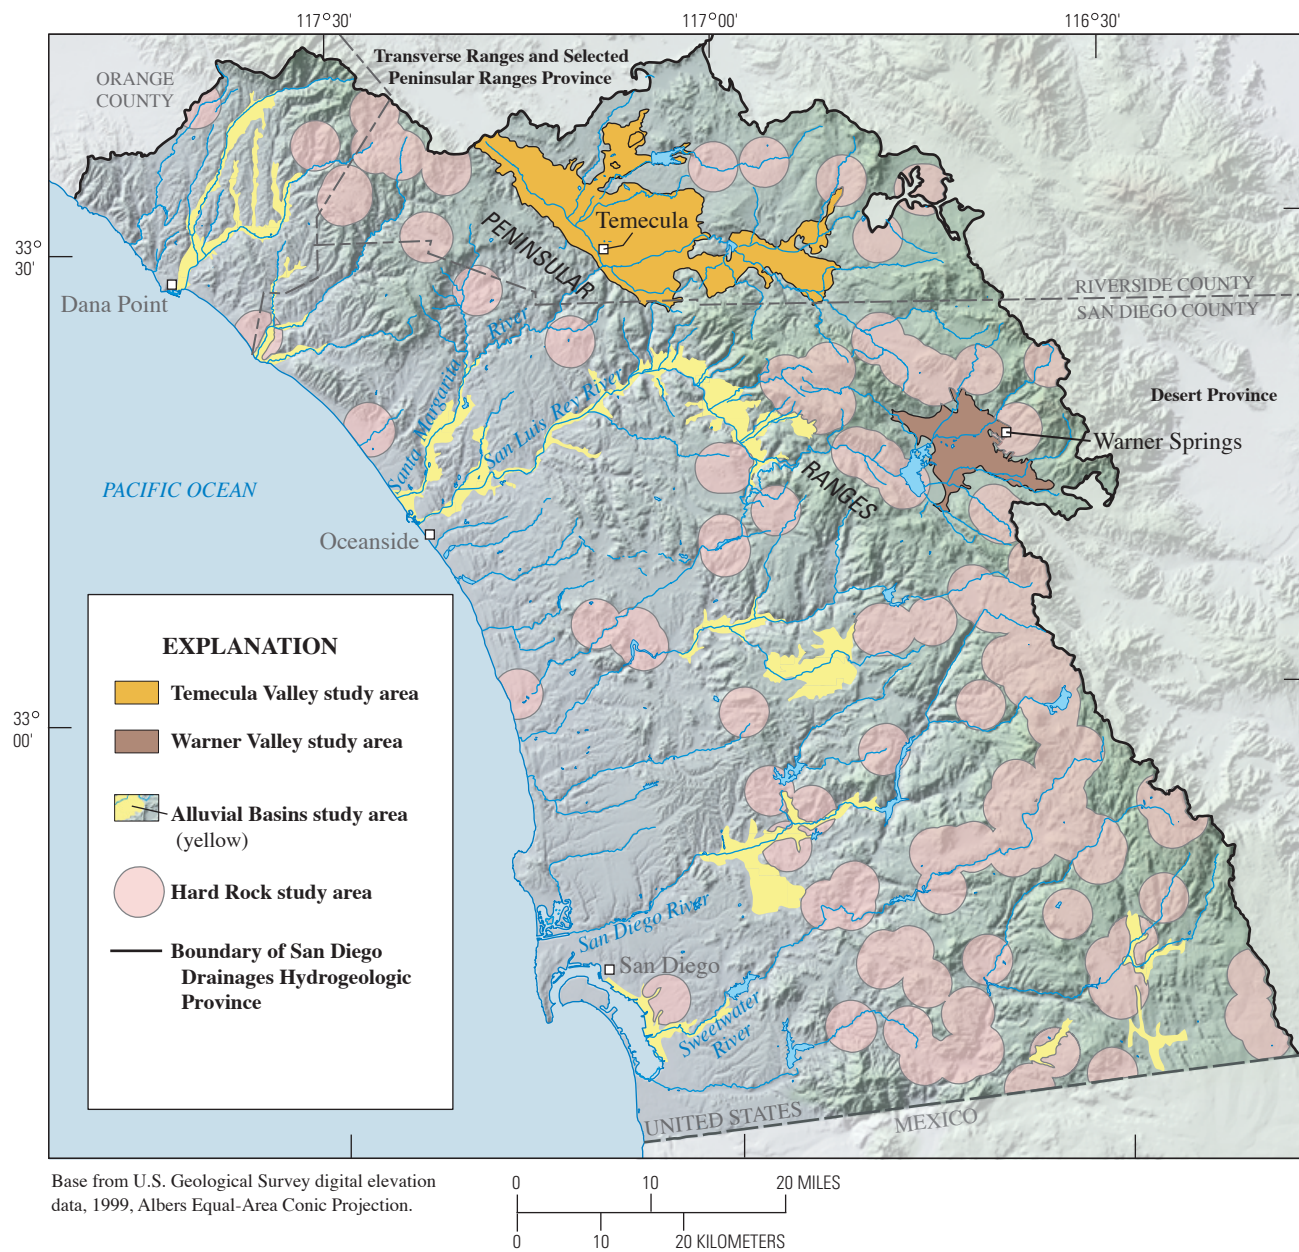 117°30'
117°00'
116°30'
Transverse Ranges and Selected
Peninsular Ranges Province
ORANGE
COUNTY
Temecula
PENINSULAR
33°
30'
RIVERSIDE COUNTY
SAN DIEGO COUNTY
Dana Point
Santa Margarita River
San Luis Rey River
Desert Province
Warner Springs
RANGES
PACIFIC OCEAN
Oceanside
EXPLANATION
Temecula Valley study area
Warner Valley study area
Alluvial Basins study area
(yellow)
Hard Rock study area
Boundary of San Diego
Drainages Hydrogeologic
Province
33°
00'
San Diego River
San Diego
Sweetwater
River
UNITED STATES
MEXICO
Base from U.S. Geological Survey digital elevation
data, 1999, Albers Equal-Area Conic Projection.
0 10 20 MILES
0 10 20 KILOMETERS